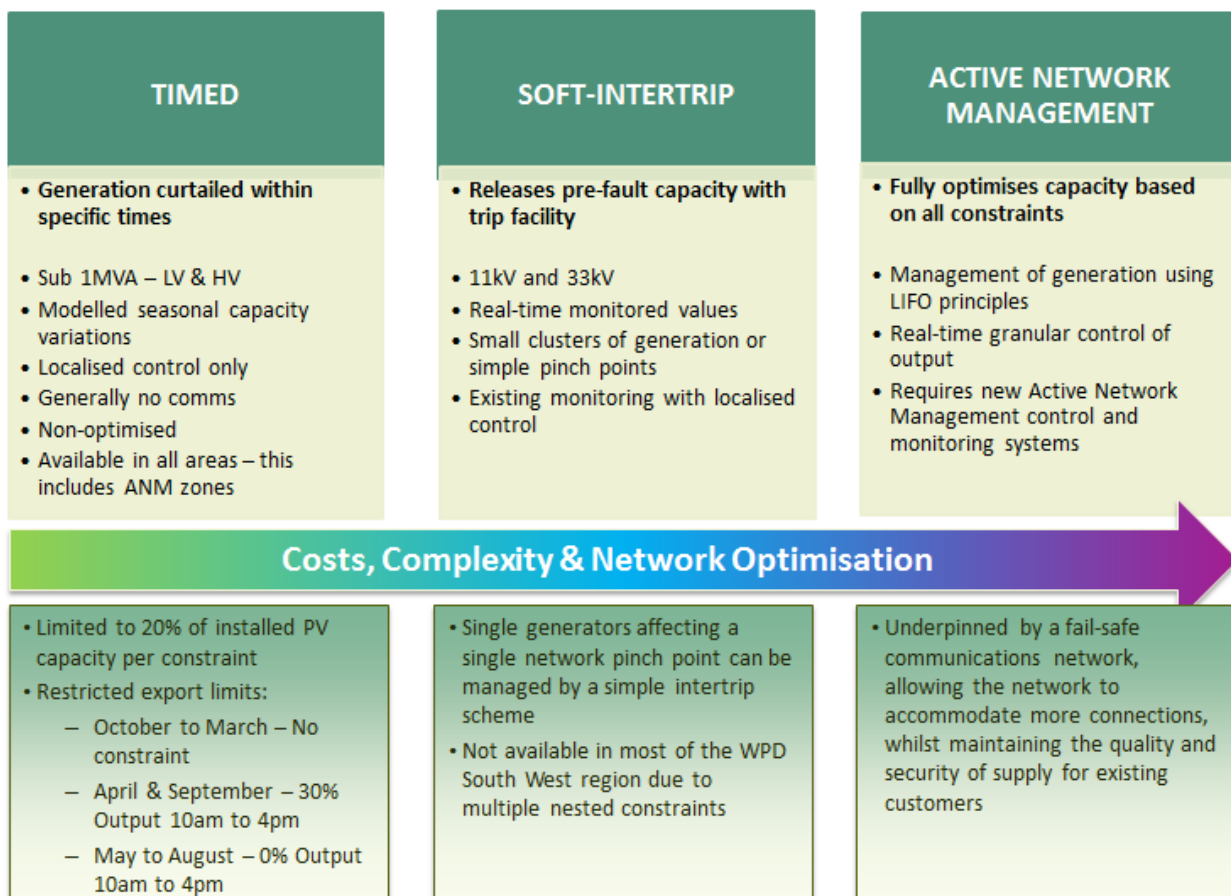 TIMED
• Generation curtailed within
specific times
• Sub 1MVA – LV & HV
• Modelled seasonal capacity
variations
• Localised control only
• Generally no comms
• Non-optimised
• Available in all areas – this
includes ANM zones
SOFT-INTERTRIP
• Releases pre-fault capacity with
trip facility
• 11kV and 33kV
• Real-time monitored values
• Small clusters of generation or
simple pinch points
• Existing monitoring with localised
control
ACTIVE NETWORK
MANAGEMENT
• Fully optimises capacity based
on all constraints
• Management of generation using
LIFO principles
• Real-time granular control of
output
• Requires new Active Network
Management control and
monitoring systems
Costs, Complexity & Network Optimisation
• Limited to 20% of installed PV
capacity per constraint
• Restricted export limits:
– October to March – No
constraint
– April & September – 30%
Output 10am to 4pm
– May to August – 0% Output
10am to 4pm
• Single generators affecting a
single network pinch point can be
managed by a simple intertrip
scheme
• Not available in most of the WPD
South West region due to
multiple nested constraints
• Underpinned by a fail-safe
communications network,
allowing the network to
accommodate more connections,
whilst maintaining the quality and
security of supply for existing
customers